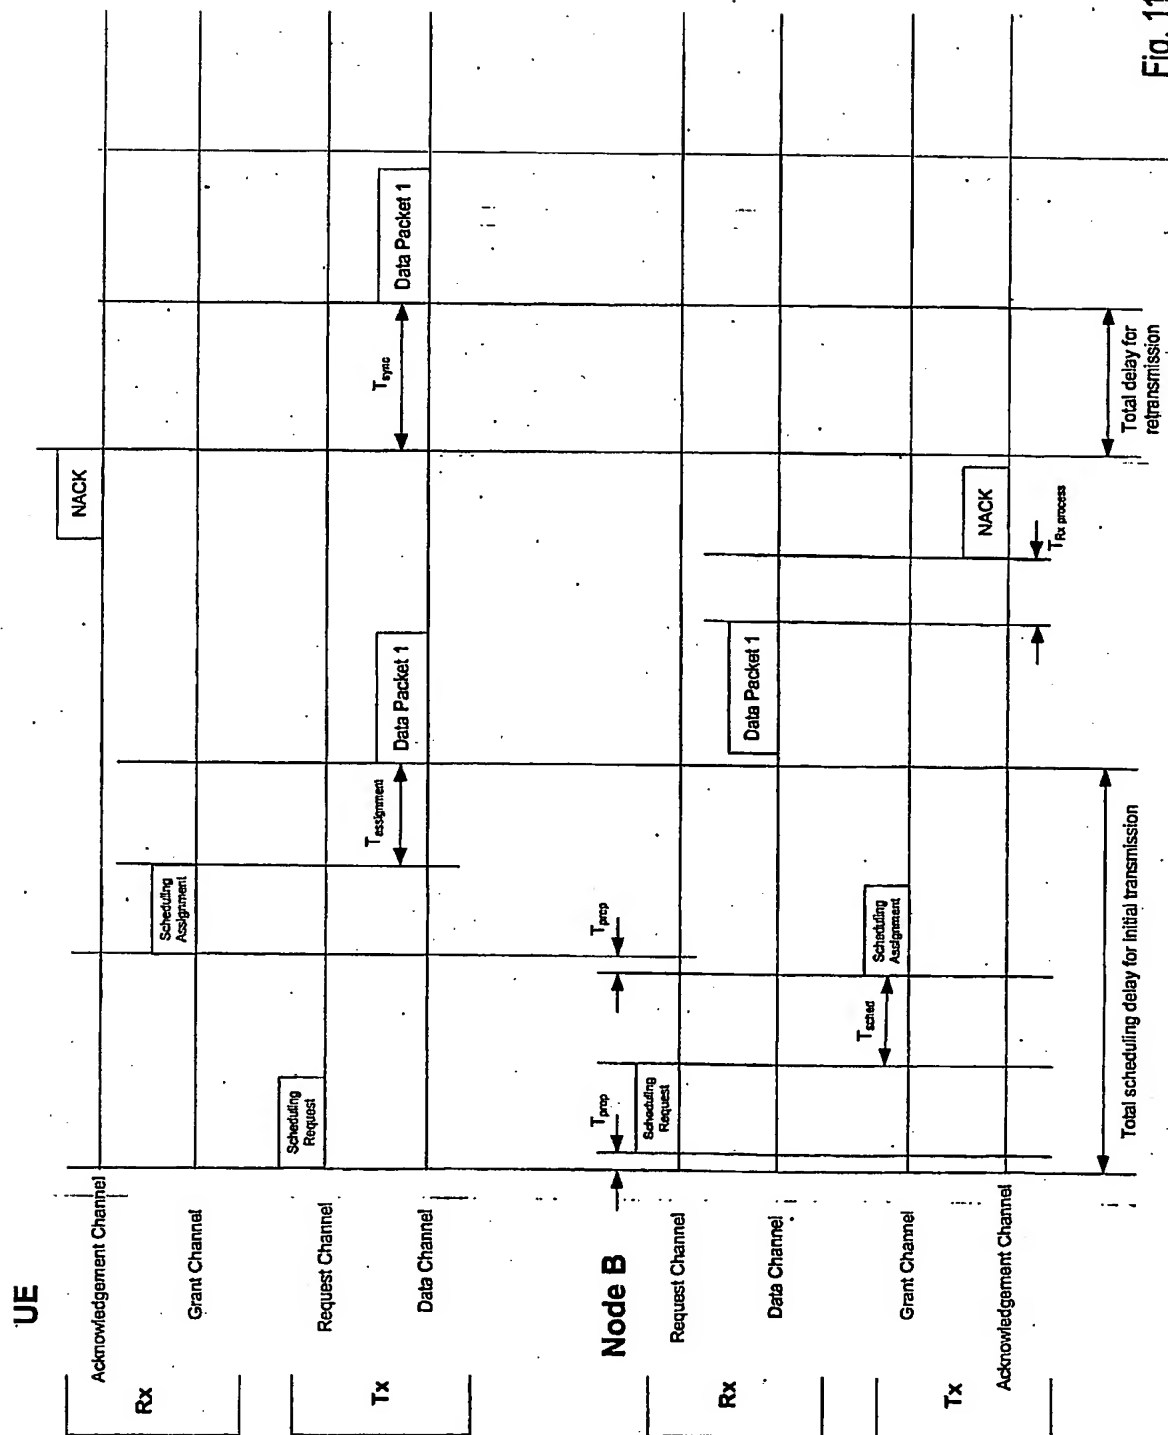 UE
Rx
Acknowledgement Channel
NACK
Grant Channel
Scheduling
Assignment
Tx
Request Channel
Scheduling
Request
Data Channel
Tassignment
Data Packet 1
Tsync
Data Packet 1
Node B
Rx
Request Channel
Tprop
Scheduling
Request
Tprop
Data Channel
Data Packet 1
Tx
Grant Channel
Tsched
Scheduling
Assignment
Acknowledgement Channel
NACK
TRx process
Total scheduling delay for initial transmission
Total delay for
retransmission
Fig. 11